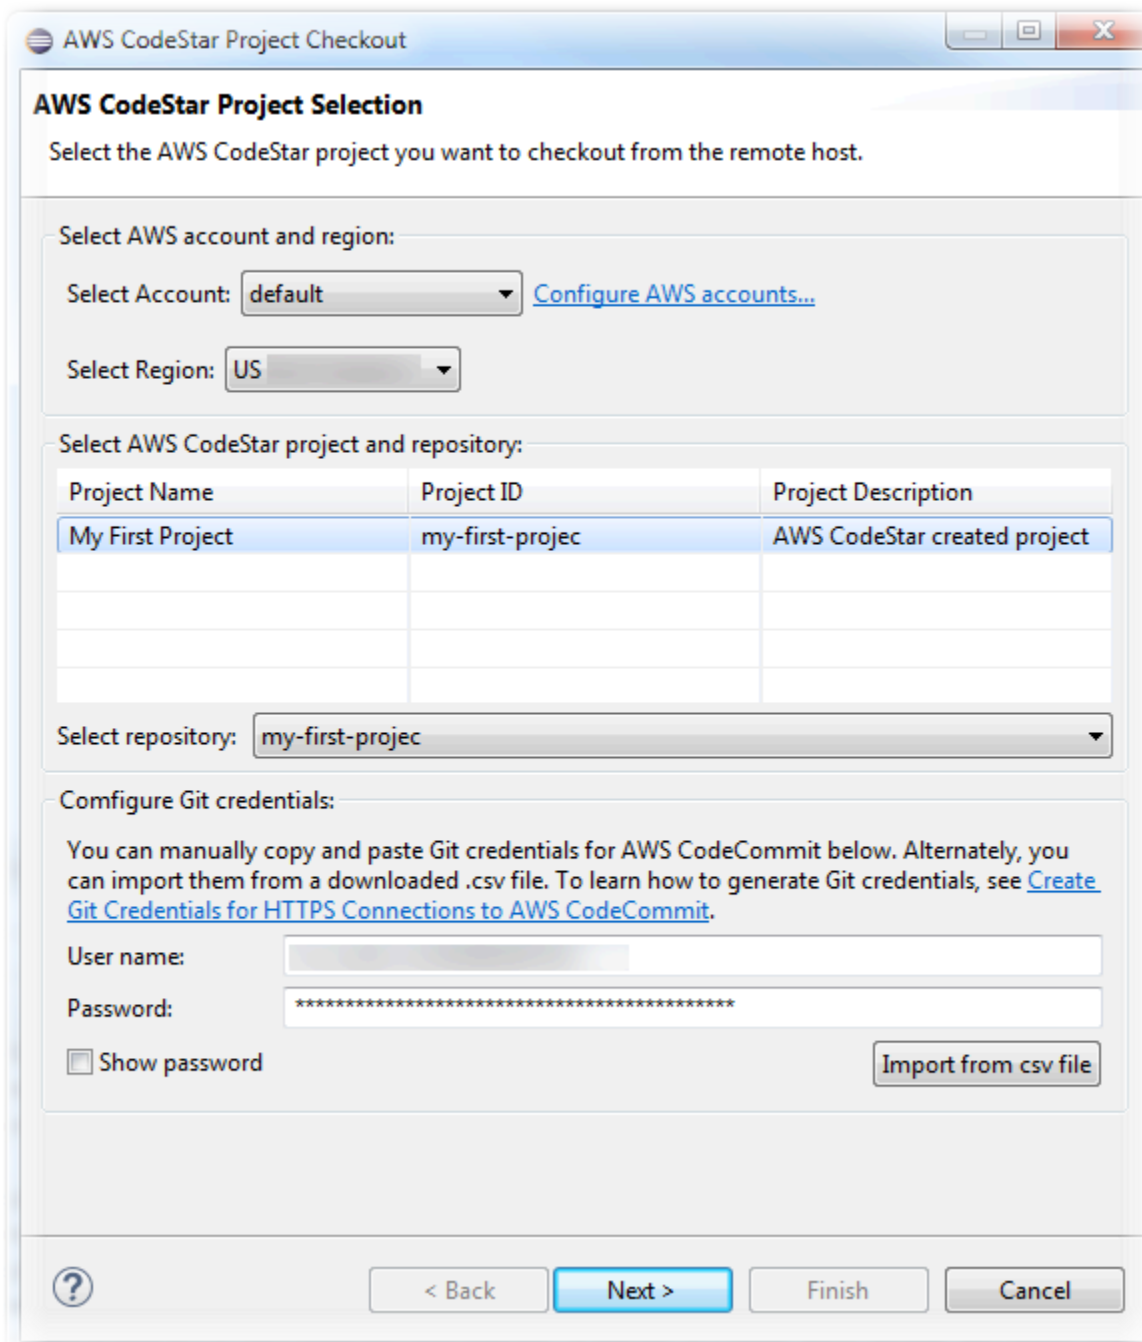 AWS CodeStar Project Checkout
AWS CodeStar Project Selection
Select the AWS CodeStar project you want to checkout from the remote host.
Select AWS account and region:
Select Account: default Configure AWS accounts...
Select Region: US
Select AWS CodeStar project and repository:
Project Name Project ID Project Description
My First Project my-first-projec AWS CodeStar created project
Select repository: my-first-projec
Comfigure Git credentials:
You can manually copy and paste Git credentials for AWS CodeCommit below. Alternately, you
can import them from a downloaded .csv file. To learn how to generate Git credentials, see Create
Git Credentials for HTTPS Connections to AWS CodeCommit.
User name:
Password: ********************************************
Show password Import from csv file
? < Back Next > Finish Cancel